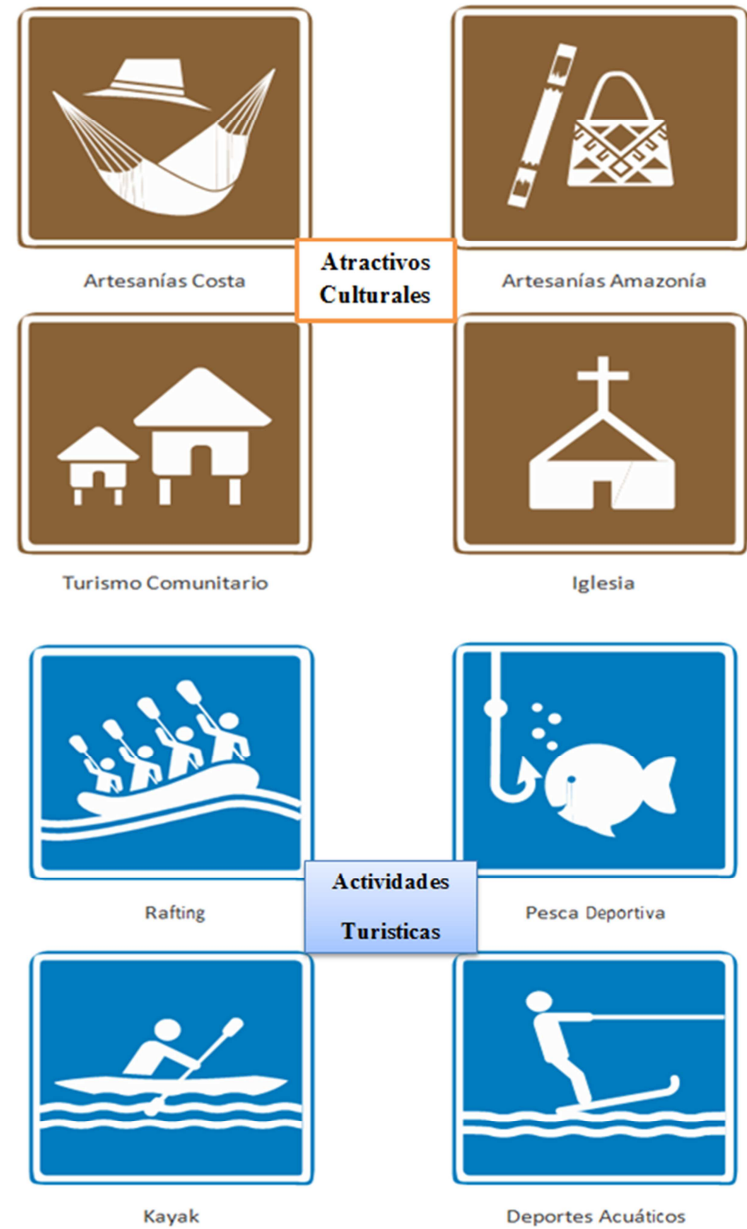 Artesanías Costa
Atractivos
Culturales
Artesanías Amazonía
Turismo Comunitario
Iglesia
Rafting
Actividades
Turisticas
Pesca Deportiva
Kayak
Deportes Acuáticos